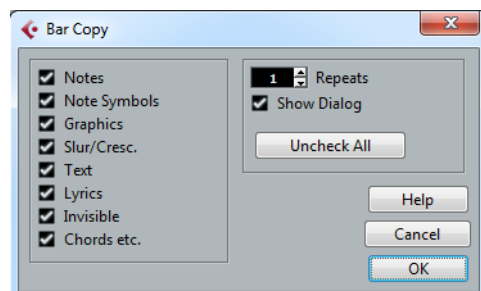 Bar Copy
Notes
Note Symbols
Graphics
Slur/Cresc.
Text
Lyrics
Invisible
Chords etc.
1 Repeats
Show Dialog
Uncheck All
Help
Cancel
OK